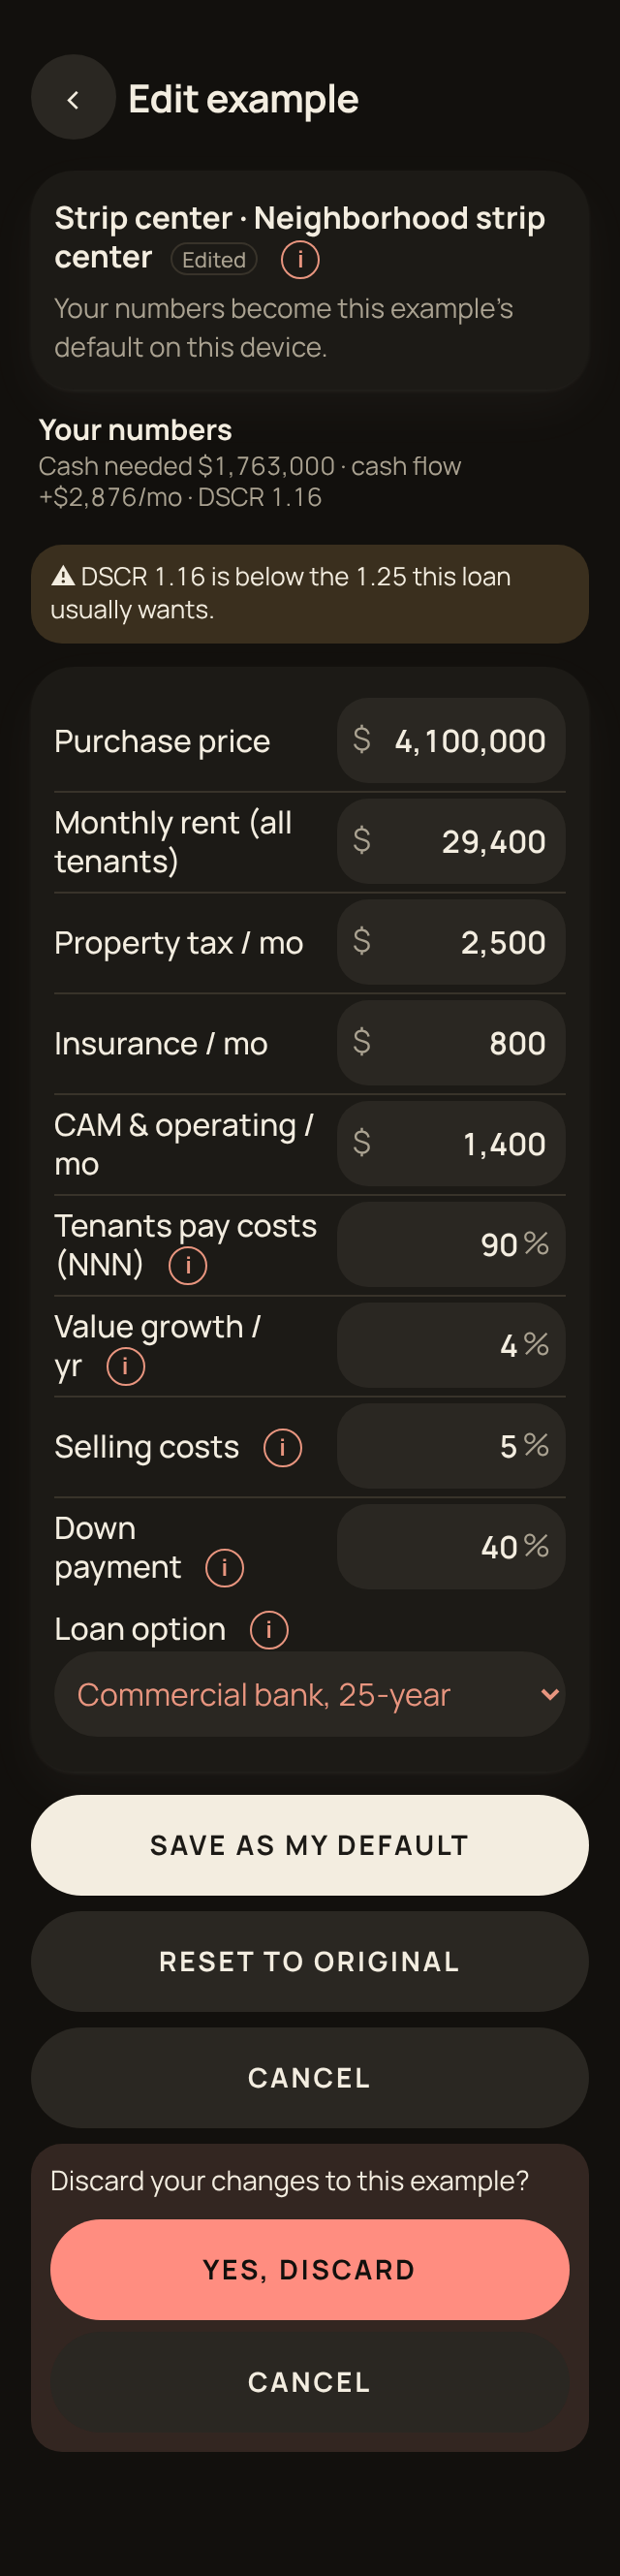 Edit example
Strip center · Neighborhood strip
center Edited i
Your numbers become this example's
default on this device.
Your numbers
Cash needed $1,763,000 · cash flow
+$2,876/mo · DSCR 1.16
⚠ DSCR 1.16 is below the 1.25 this loan
usually wants.
Purchase price $ 4,100,000
Monthly rent (all
tenants) $ 29,400
Property tax / mo $ 2,500
Insurance / mo $ 800
CAM & operating /
mo $ 1,400
Tenants pay costs
(NNN) i 90 %
Value growth /
yr i 4 %
Selling costs i 5 %
Down
payment i 40 %
Loan option i
Commercial bank, 25-year
SAVE AS MY DEFAULT
RESET TO ORIGINAL
CANCEL
Discard your changes to this example?
YES, DISCARD
CANCEL